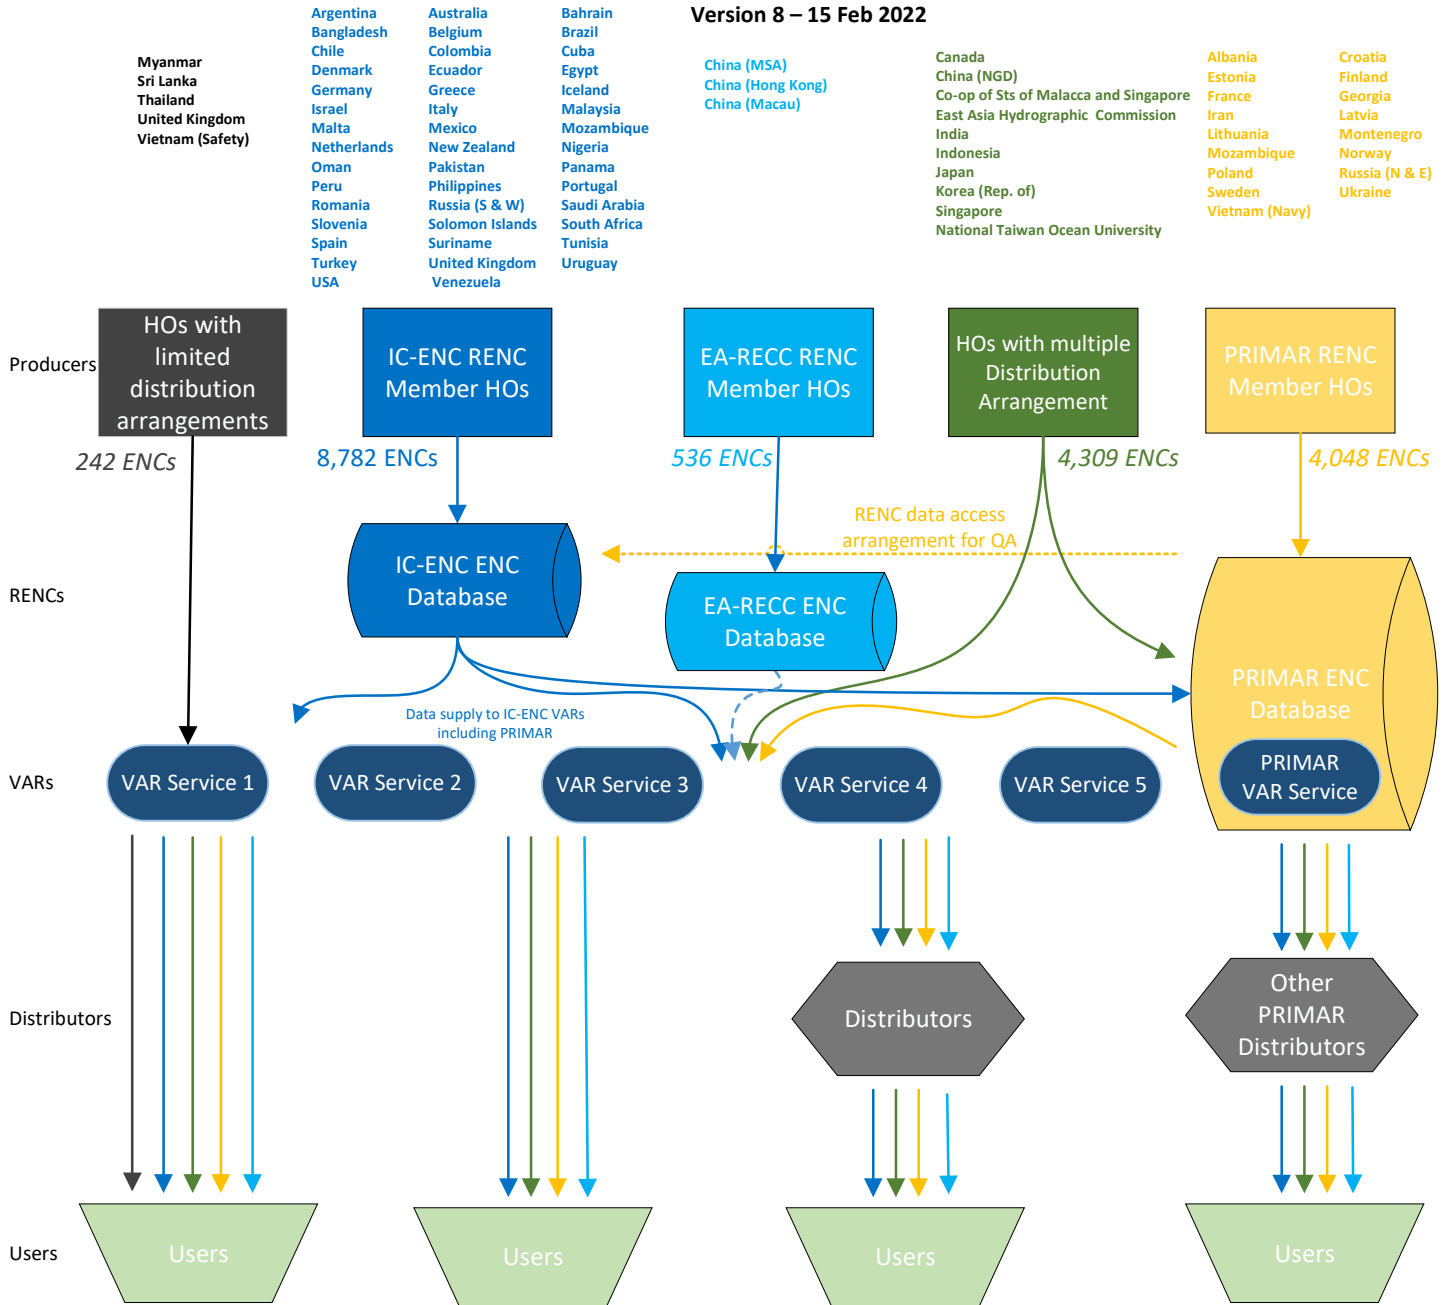 Version 8 – 15 Feb 2022
Myanmar
Sri Lanka
Thailand
United Kingdom
Vietnam (Safety)
Argentina Australia Bahrain
Bangladesh Belgium Brazil
Chile Colombia Cuba
Denmark Ecuador Egypt
Germany Greece Iceland
Israel Italy Malaysia
Malta Mexico Mozambique
Netherlands New Zealand Nigeria
Oman Pakistan Panama
Peru Philippines Portugal
Romania Russia (S & W) Saudi Arabia
Slovenia Solomon Islands South Africa
Spain Suriname Tunisia
Turkey United Kingdom Uruguay
USA Venezuela
China (MSA)
China (Hong Kong)
China (Macau)
Canada
China (NGD)
Co-op of Sts of Malacca and Singapore
East Asia Hydrographic Commission
India
Indonesia
Japan
Korea (Rep. of)
Singapore
National Taiwan Ocean University
Albania Croatia
Estonia Finland
France Georgia
Iran Latvia
Lithuania Montenegro
Mozambique Norway
Poland Russia (N & E)
Sweden Ukraine
Vietnam (Navy)
Producers
HOs with
limited
distribution
arrangements
IC-ENC RENC
Member HOs
EA-RECC RENC
Member HOs
HOs with multiple
Distribution
Arrangement
PRIMAR RENC
Member HOs
242 ENCs
8,782 ENCs
536 ENCs
4,309 ENCs
4,048 ENCs
RENC data access
arrangement for QA
RENCs
IC-ENC ENC
Database
EA-RECC ENC
Database
PRIMAR ENC
Database
Data supply to IC-ENC VARs
including PRIMAR
VARs
VAR Service 1
VAR Service 2
VAR Service 3
VAR Service 4
VAR Service 5
PRIMAR
VAR Service
Distributors
Distributors
Other
PRIMAR
Distributors
Users
Users
Users
Users
Users